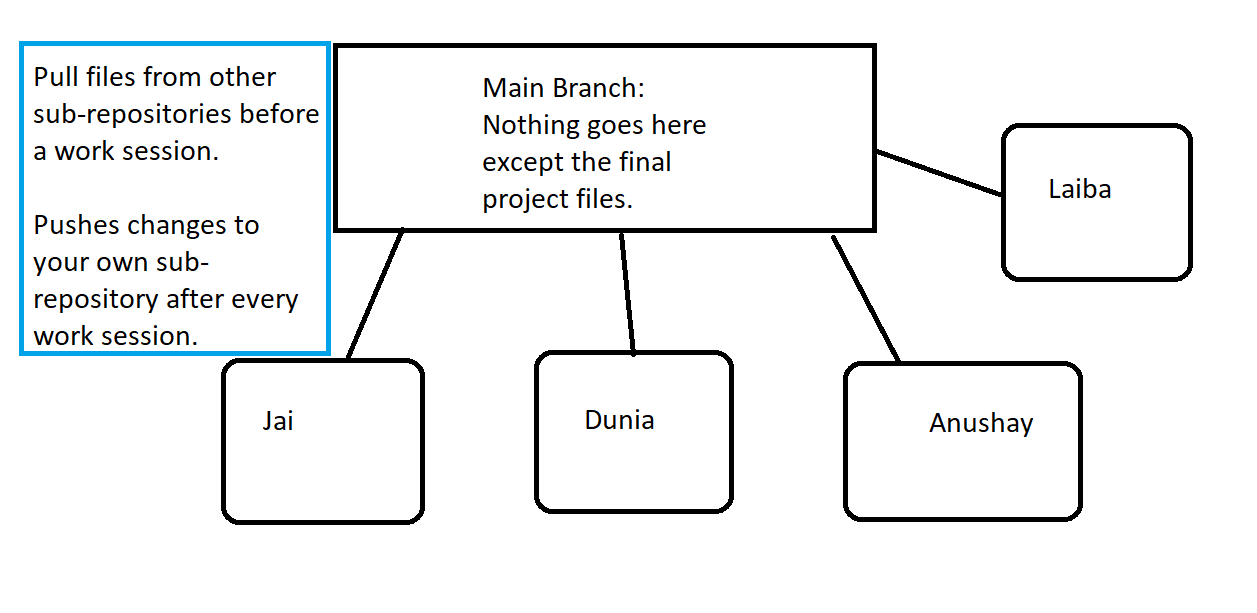 Pull files from other
sub-repositories before
a work session.
Pushes changes to
your own sub-
repository after every
work session.
Main Branch:
Nothing goes here
except the final
project files.
Laiba
Jai
Dunia
Anushay